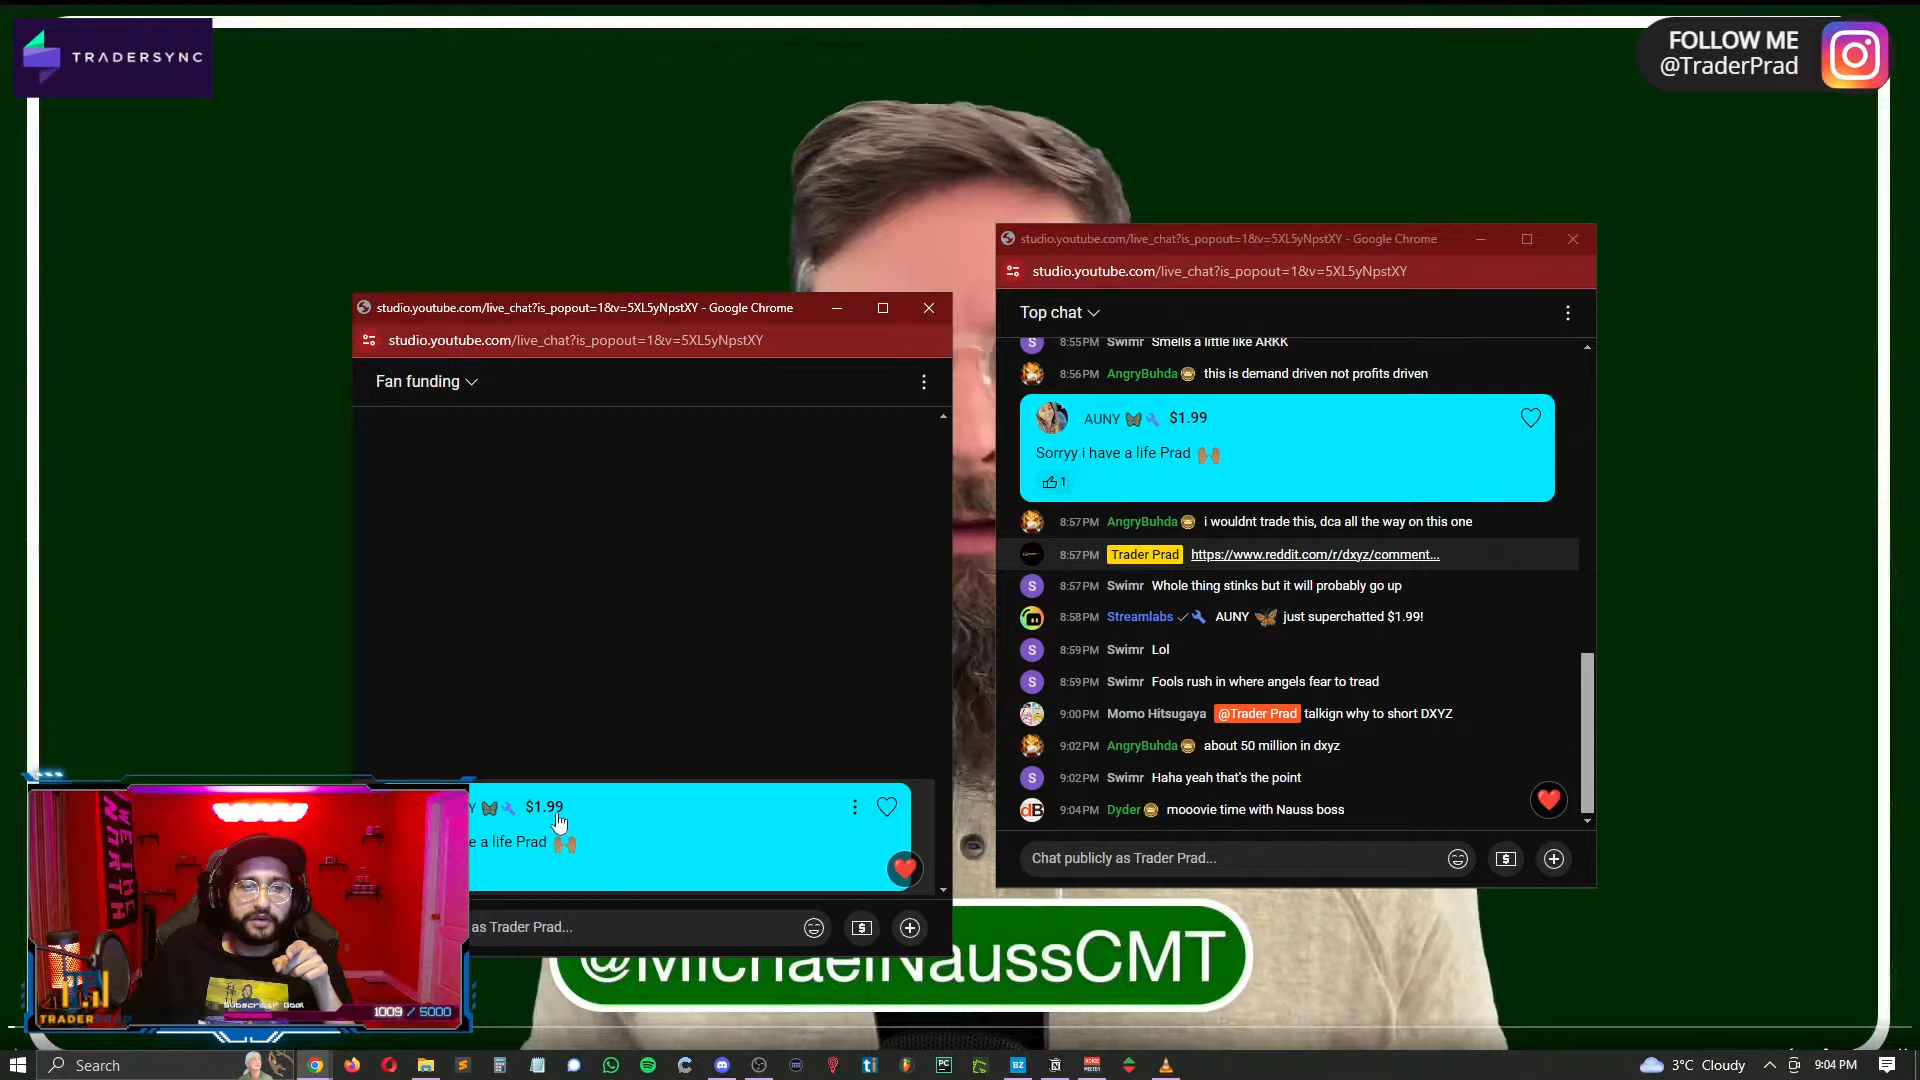 TRADERSYNC
FOLLOW ME
@TraderPrad
studio.youtube.com/live_chat?is_popout=1&v=5XL5yNpstXY - Google Chrome
studio.youtube.com/live_chat?is_popout=1&v=5XL5yNpstXY
Top chat
8:55PM Swimr Smells a little like ARKK
8:56PM AngryBuhda this is demand driven not profits driven
AUNY $1.99
Sorryy i have a life Prad
1
8:57PM AngryBuhda i wouldnt trade this, dca all the way on this one
8:57PM Trader Prad https://www.reddit.com/r/dxyz/comment...
8:57PM Swimr Whole thing stinks but it will probably go up
8:58PM Streamlabs AUNY just superchatted $1.99!
8:59PM Swimr Lol
8:59PM Swimr Fools rush in where angels fear to tread
9:00PM Momo Hitsugaya @Trader Prad talkign why to short DXYZ
9:02PM AngryBuhda about 50 million in dxyz
9:02PM Swimr Haha yeah that's the point
9:04PM Dyder mooovie time with Nauss boss
Chat publicly as Trader Prad...
studio.youtube.com/live_chat?is_popout=1&v=5XL5yNpstXY - Google Chrome
studio.youtube.com/live_chat?is_popout=1&v=5XL5yNpstXY
Fan funding
Y $1.99
e a life Prad
as Trader Prad...
@MichaelNaussCMT
WE THE NORTH
Subscriber Goal
1009 / 5000
TRADERPRAD
Search
3°C Cloudy
9:04 PM